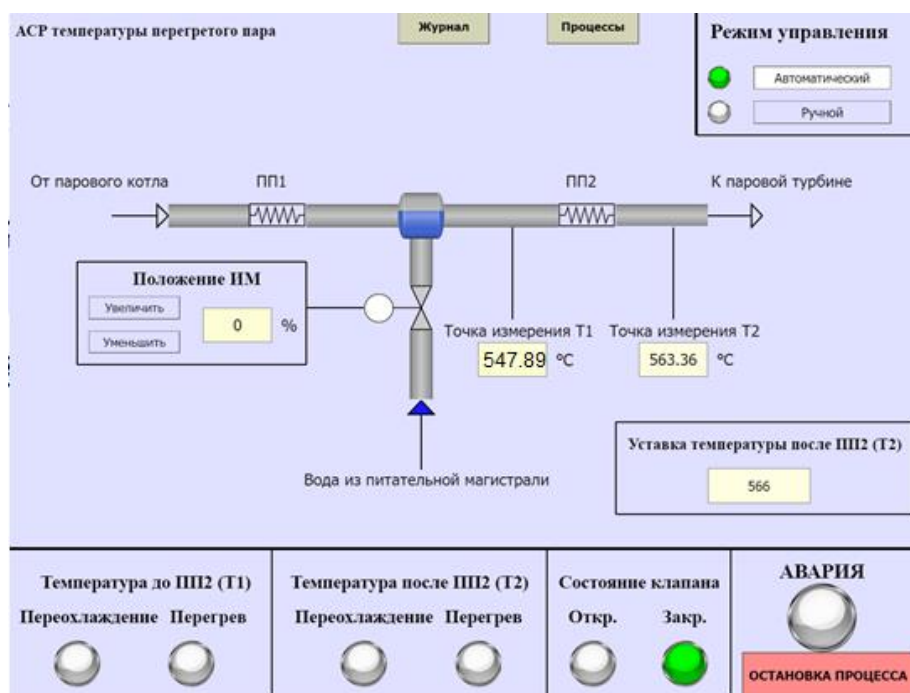 АСР температуры перегретого пара
Журнал
Процессы
Режим управления
Автоматический
Ручной
От парового котла
ПП1
ПП2
К паровой турбине
Положение ИМ
Увеличить
0 %
Уменьшить
Точка измерения Т1
547.89 °C
Точка измерения Т2
563.36 °C
Уставка температуры после ПП2 (Т2)
566
Вода из питательной магистрали
Температура до ПП2 (Т1)
Переохлаждение Перегрев
Температура после ПП2 (Т2)
Переохлаждение Перегрев
Состояние клапана
Откр. Закр.
АВАРИЯ
ОСТАНОВКА ПРОЦЕССА